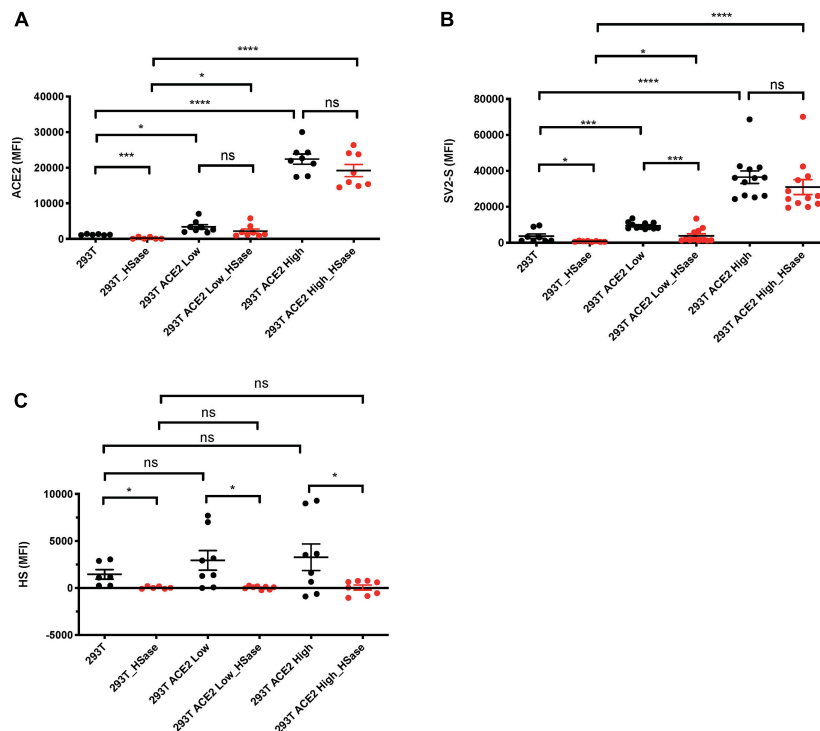 A
****
*
****
*
ns
***
ns
ACE2 (MFI)
40000
30000
20000
10000
0
293T
293T_HSase
293T ACE2 Low
293T ACE2 Low_HSase
293T ACE2 High
293T ACE2 High_HSase
B
****
*
****
ns
***
*
***
SV2-S (MFI)
80000
60000
40000
20000
0
293T
293T_HSase
293T ACE2 Low
293T ACE2 Low_HSase
293T ACE2 High
293T ACE2 High_HSase
C
ns
ns
ns
ns
*
*
*
HS (MFI)
10000
5000
0
-5000
293T
293T_HSase
293T ACE2 Low
293T ACE2 Low_HSase
293T ACE2 High
293T ACE2 High_HSase